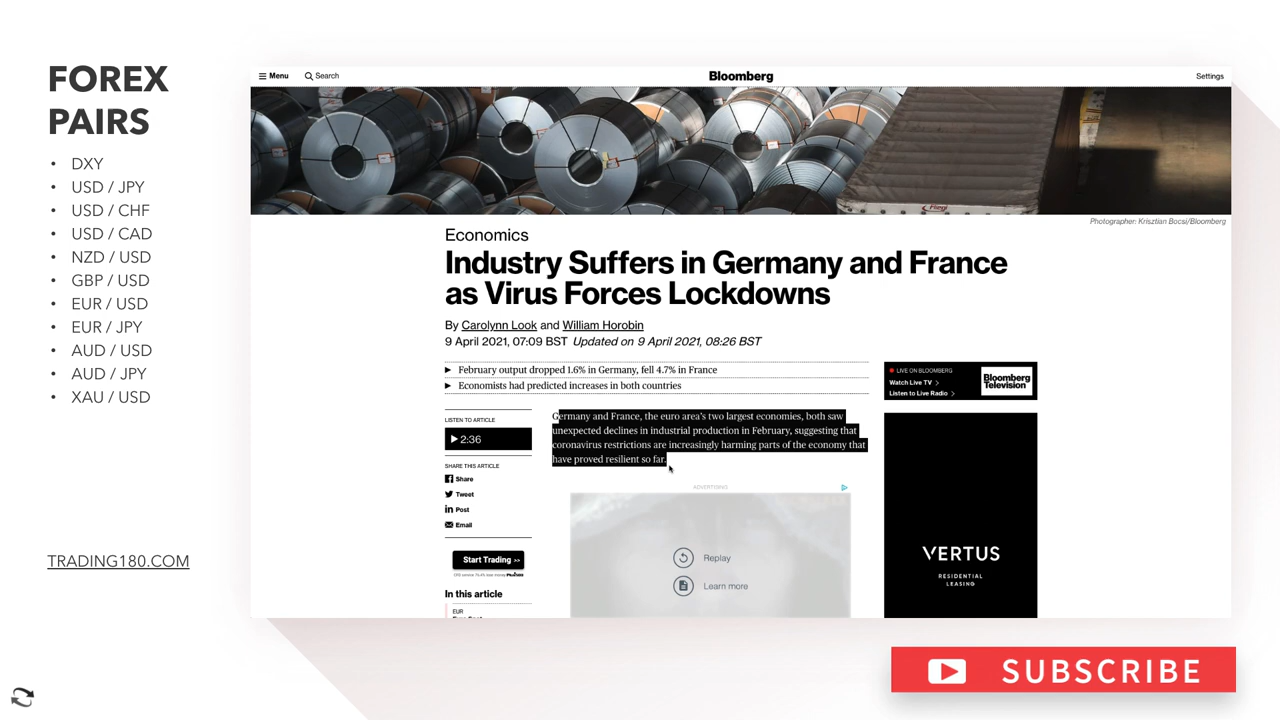 FOREX
PAIRS
• DXY
• USD / JPY
• USD / CHF
• USD / CAD
• NZD / USD
• GBP / USD
• EUR / USD
• EUR / JPY
• AUD / USD
• AUD / JPY
• XAU / USD
TRADING180.COM
Menu Search Bloomberg Settings
Photographer: Krisztian Bocsi/Bloomberg
Economics
Industry Suffers in Germany and France
as Virus Forces Lockdowns
By Carolynn Look and William Horobin
9 April 2021, 07:09 BST Updated on 9 April 2021, 08:26 BST
February output dropped 1.6% in Germany, fell 4.7% in France
Economists had predicted increases in both countries
LISTEN TO ARTICLE
2:36
SHARE THIS ARTICLE
Share
Tweet
Post
Email
Start Trading >>
In this article
EUR
Germany and France, the euro area's two largest economies, both saw
unexpected declines in industrial production in February, suggesting that
coronavirus restrictions are increasingly harming parts of the economy that
have proved resilient so far.
ADVERTISING
Replay
Learn more
LIVE ON BLOOMBERG
Watch Live TV
Listen to Live Radio
Bloomberg
Television
VERTUS
RESIDENTIAL
LEASING
SUBSCRIBE